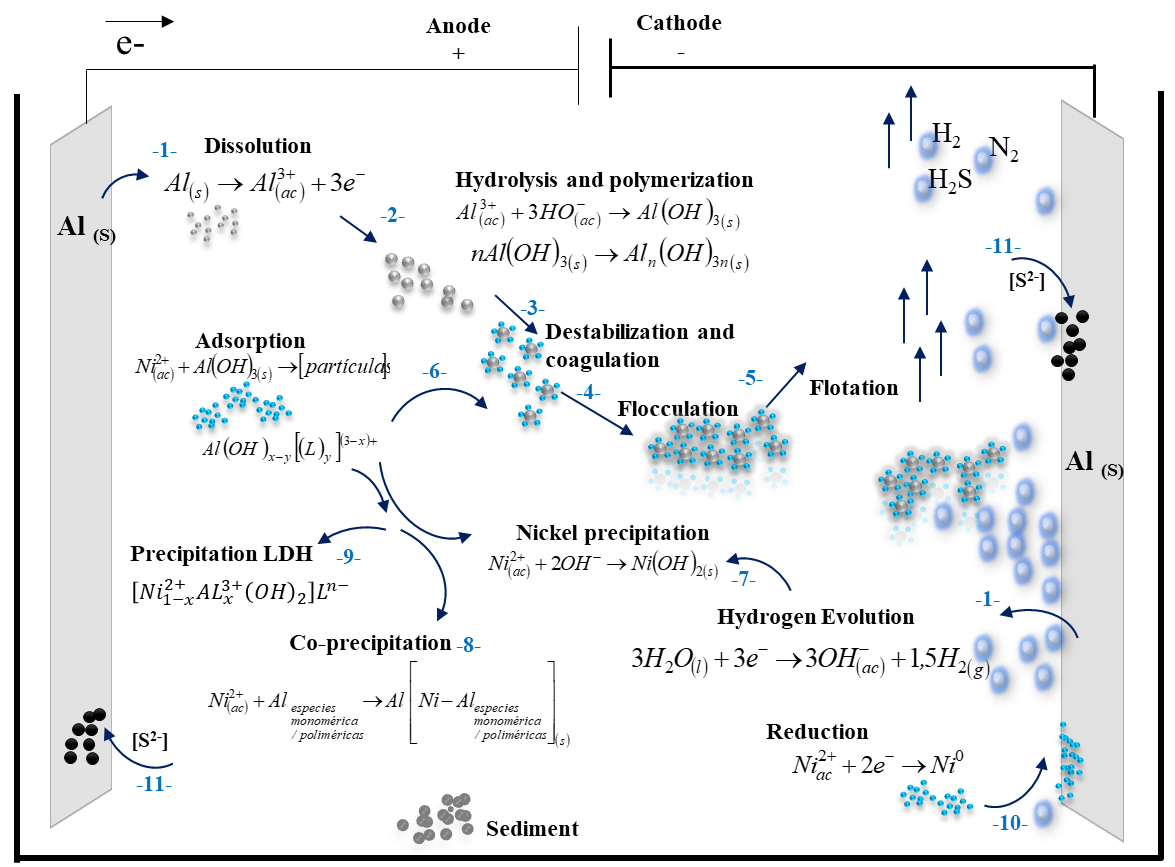 e-
Anode
+
Cathode
-
-1-
Dissolution
Al(s) → Al³⁺(ac) + 3e⁻
Al (S)
-2-
Hydrolysis and polymerization
Al³⁺(ac) + 3HO⁻(ac) → Al(OH)3(s)
nAl(OH)3(s) → Aln(OH)3n(s)
H2
N2
H2S
-11-
[S²⁻]
-3-
Destabilization and
coagulation
Adsorption
Ni²⁺(ac) + Al(OH)3(s) → [partículas
-6-
Al(OH)x−y[(L)y](3−x)+
-4-
Flocculation
-5-
Flotation
Al (S)
Nickel precipitation
Ni²⁺(ac) + 2OH⁻ → Ni(OH)2(s)
-7-
Precipitation LDH
-9-
[Ni²⁺1−xAL³⁺x(OH)2]Lⁿ⁻
-1-
Hydrogen Evolution
3H2O(l) + 3e⁻ → 3OH⁻(ac) + 1,5H2(g)
Co-precipitation -8-
Ni²⁺(ac) + Al especies monomérica / poliméricas → Al [Ni − Al especies monomérica / poliméricas](s)
[S²⁻]
-11-
Reduction
Ni²⁺ac + 2e⁻ → Ni⁰
-10-
Sediment